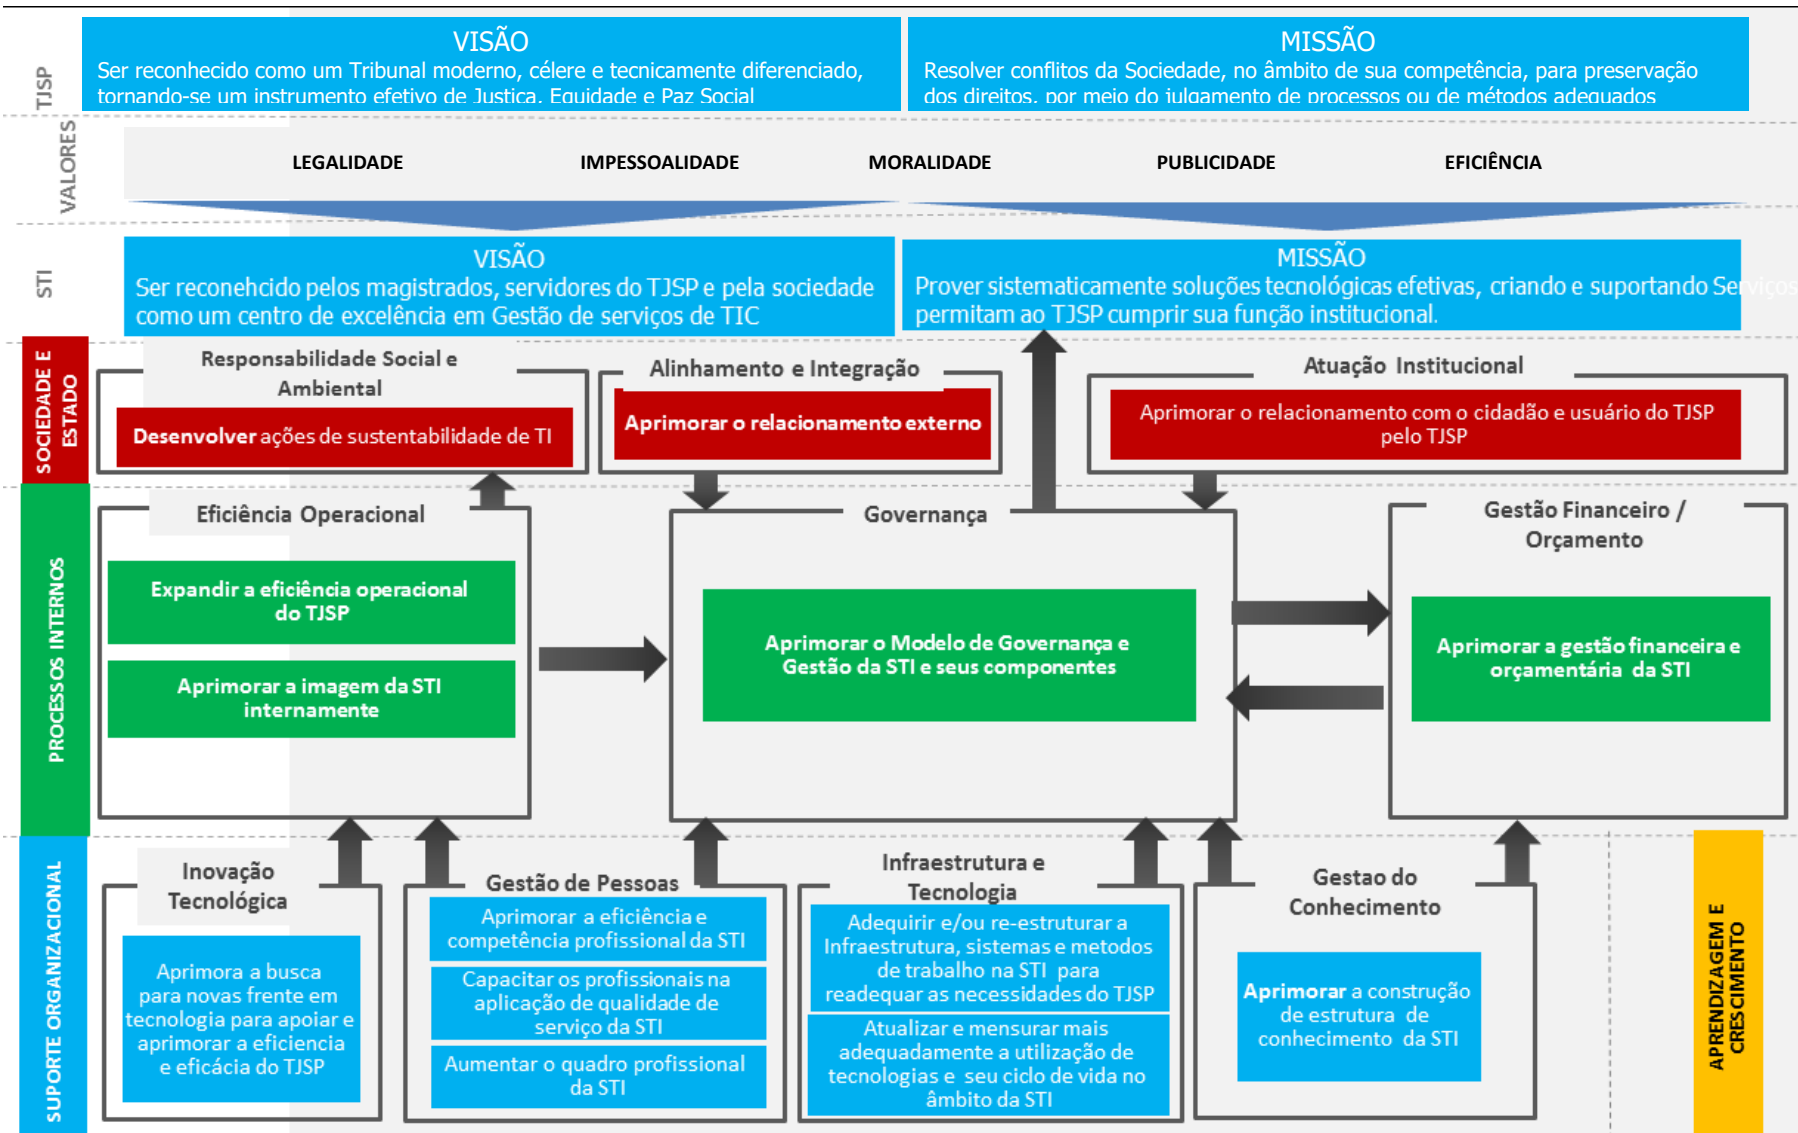 TJSP
VISÃO
Ser reconhecido como um Tribunal moderno, célere e tecnicamente diferenciado,
tornando-se um instrumento efetivo de Justiça, Equidade e Paz Social
MISSÃO
Resolver conflitos da Sociedade, no âmbito de sua competência, para preservação
dos direitos, por meio do julgamento de processos ou de métodos adequados
VALORES
LEGALIDADE
IMPESSOALIDADE
MORALIDADE
PUBLICIDADE
EFICIÊNCIA
STI
VISÃO
Ser reconehcido pelos magistrados, servidores do TJSP e pela sociedade
como um centro de excelência em Gestão de serviços de TIC
MISSÃO
Prover sistematicamente soluções tecnológicas efetivas, criando e suportando Serviços
permitam ao TJSP cumprir sua função institucional.
SOCIEDADE E
ESTADO
Responsabilidade Social e
Ambiental
Desenvolver ações de sustentabilidade de TI
Alinhamento e Integração
Aprimorar o relacionamento externo
Atuação Institucional
Aprimorar o relacionamento com o cidadão e usuário do TJSP
pelo TJSP
PROCESSOS INTERNOS
Eficiência Operacional
Expandir a eficiência operacional
do TJSP
Aprimorar a imagem da STI
internamente
Governança
Aprimorar o Modelo de Governança e
Gestão da STI e seus componentes
Gestão Financeiro /
Orçamento
Aprimorar a gestão financeira e
orçamentária da STI
SUPORTE ORGANIZACIONAL
Inovação
Tecnológica
Aprimora a busca
para novas frente em
tecnologia para apoiar e
aprimorar a eficiencia
e eficácia do TJSP
Gestão de Pessoas
Aprimorar a eficiência e
competência profissional da STI
Capacitar os profissionais na
aplicação de qualidade de
serviço da STI
Aumentar o quadro profissional
da STI
Infraestrutura e
Tecnologia
Adequirir e/ou re-estruturar a
Infraestrutura, sistemas e metodos
de trabalho na STI para
readequar as necessidades do TJSP
Atualizar e mensurar mais
adequadamente a utilização de
tecnologias e seu ciclo de vida no
âmbito da STI
Gestao do
Conhecimento
Aprimorar a construção
de estrutura de
conhecimento da STI
APRENDIZAGEM E
CRESCIMENTO